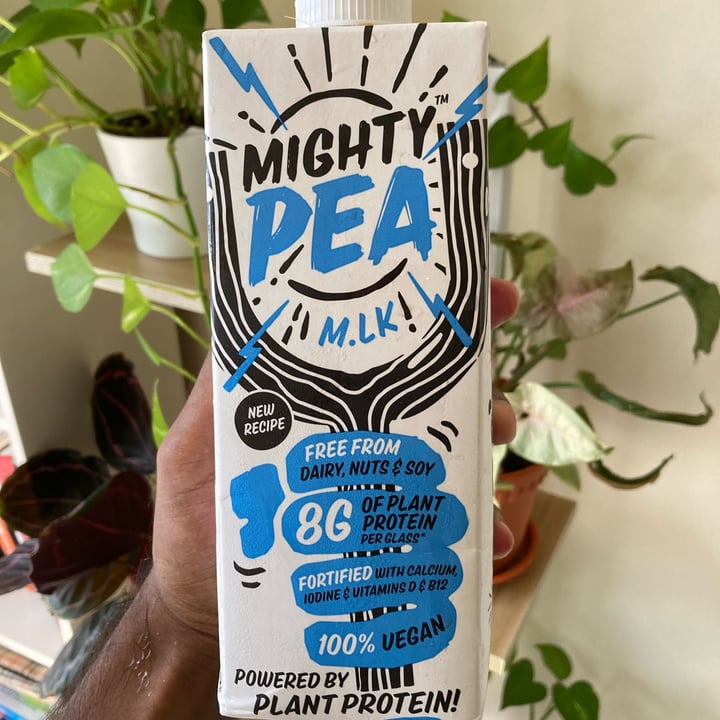 MIGHTY™
PEA
M.LK!
NEW
RECIPE
FREE FROM
DAIRY, NUTS & SOY
8G OF PLANT
PROTEIN
PER GLASS*
FORTIFIED WITH CALCIUM,
IODINE & VITAMINS D & B12
100% VEGAN
POWERED BY
PLANT PROTEIN!